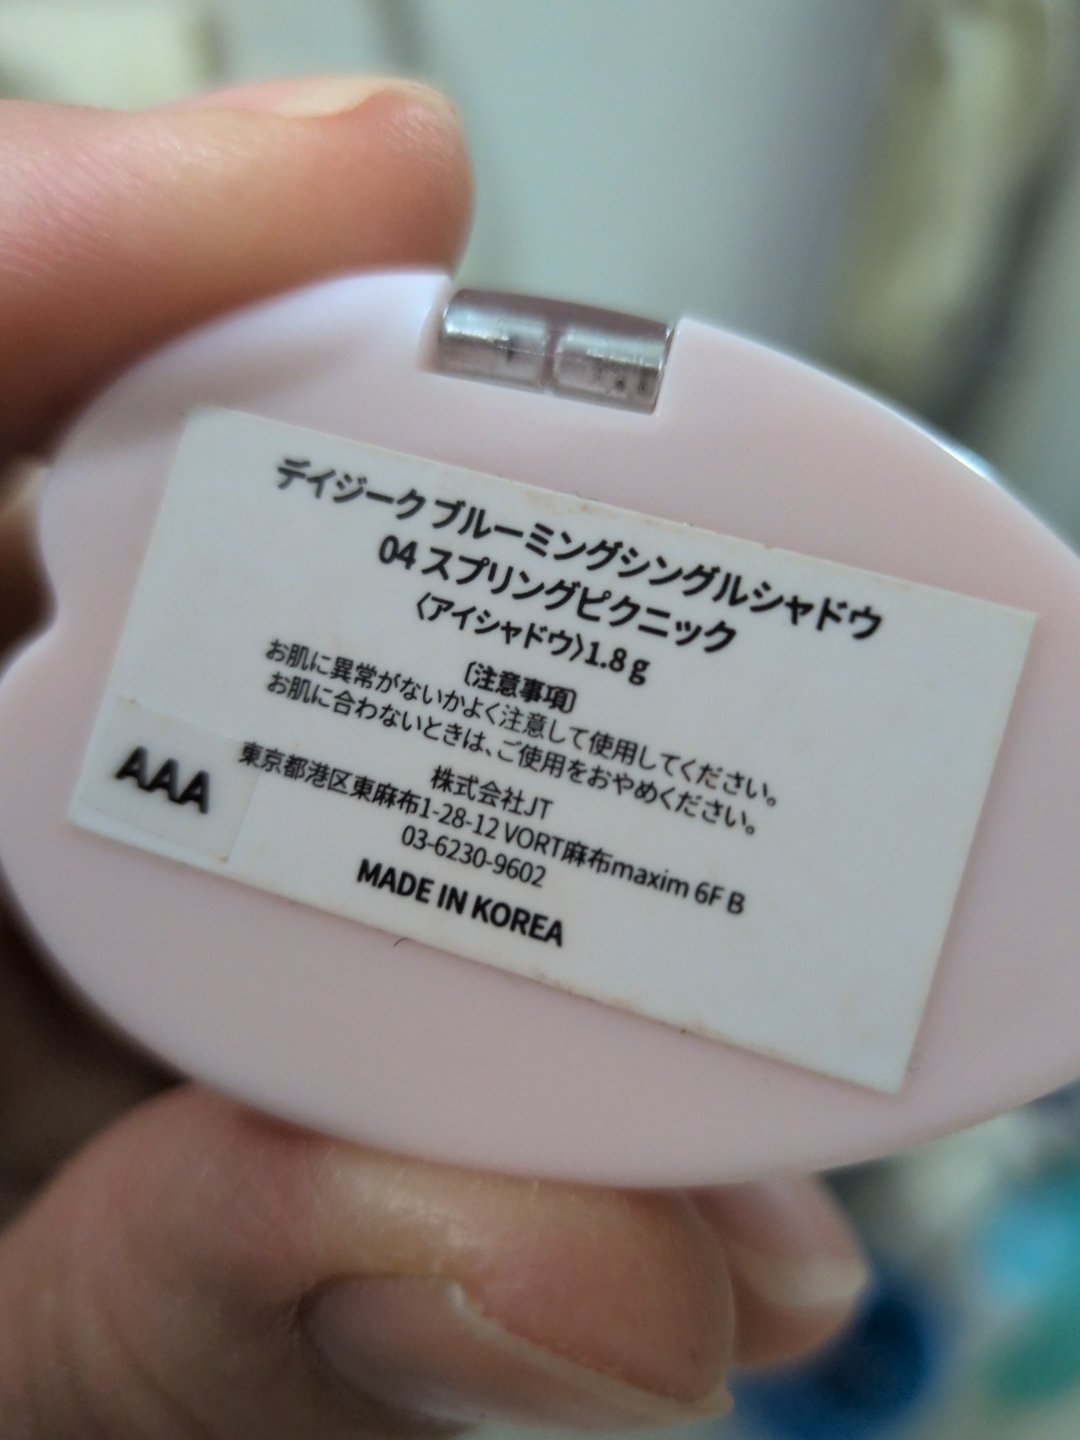 デイジーク ブルーミングシングルシャドウ
04 スプリングピクニック
〈アイシャドウ〉1.8g
〔注意事項〕
お肌に異常がないかよく注意して使用してください。
お肌に合わないときは、ご使用をおやめください。
株式会社JT
東京都港区東麻布1-28-12 VORT麻布maxim 6F B
03-6230-9602
MADE IN KOREA
AAA